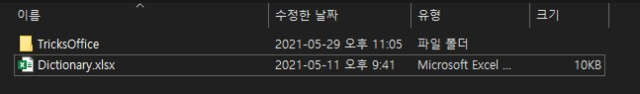 이름 수정한 날짜 유형 크기
TricksOffice 2021-05-29 오후 11:05 파일 폴더
Dictionary.xlsx 2021-05-11 오후 9:41 Microsoft Excel ... 10KB